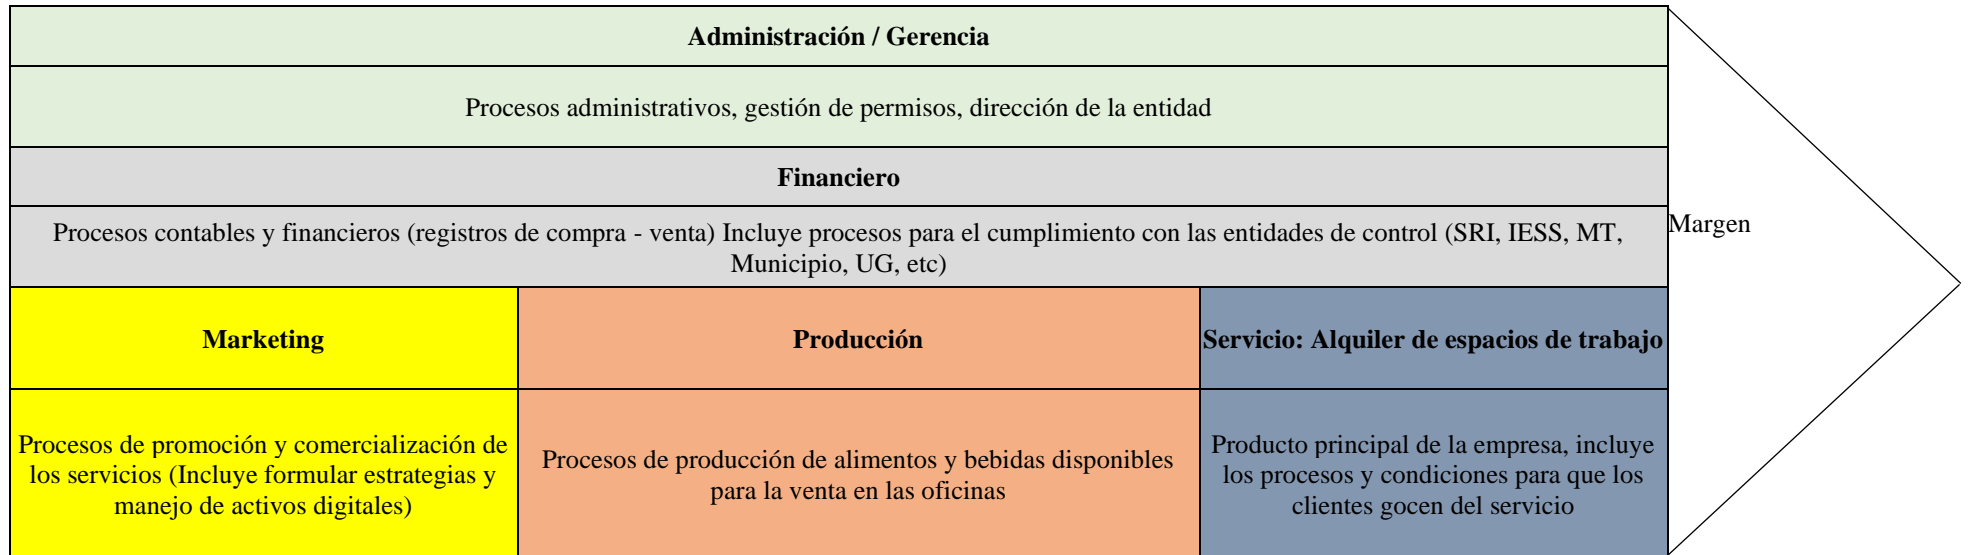 Administración / Gerencia
Procesos administrativos, gestión de permisos, dirección de la entidad
Financiero
Procesos contables y financieros (registros de compra - venta) Incluye procesos para el cumplimiento con las entidades de control (SRI, IESS, MT,
Municipio, UG, etc)
Margen
Marketing
Producción
Servicio: Alquiler de espacios de trabajo
Procesos de promoción y comercialización de
los servicios (Incluye formular estrategias y
manejo de activos digitales)
Procesos de producción de alimentos y bebidas disponibles
para la venta en las oficinas
Producto principal de la empresa, incluye
los procesos y condiciones para que los
clientes gocen del servicio